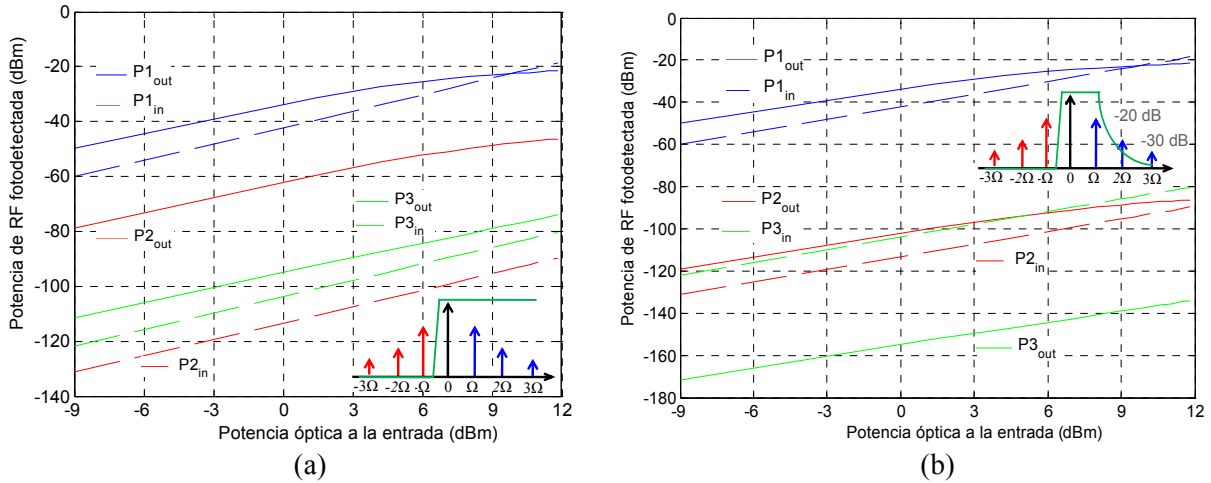 Potencia de RF fotodetectada (dBm)
0
-20
-40
-60
-80
-100
-120
-140
P1out
P1in
P2out
P3out
P3in
P2in
-3Ω -2Ω -Ω 0 Ω 2Ω 3Ω
-9 -6 -3 0 3 6 9 12
Potencia óptica a la entrada (dBm)
(a)
Potencia de RF fotodetectada (dBm)
0
-20
-40
-60
-80
-100
-120
-140
-160
-180
P1out
P1in
-20 dB
-30 dB
-3Ω -2Ω -Ω 0 Ω 2Ω 3Ω
P2out
P3in
P2in
P3out
-9 -6 -3 0 3 6 9 12
Potencia óptica a la entrada (dBm)
(b)